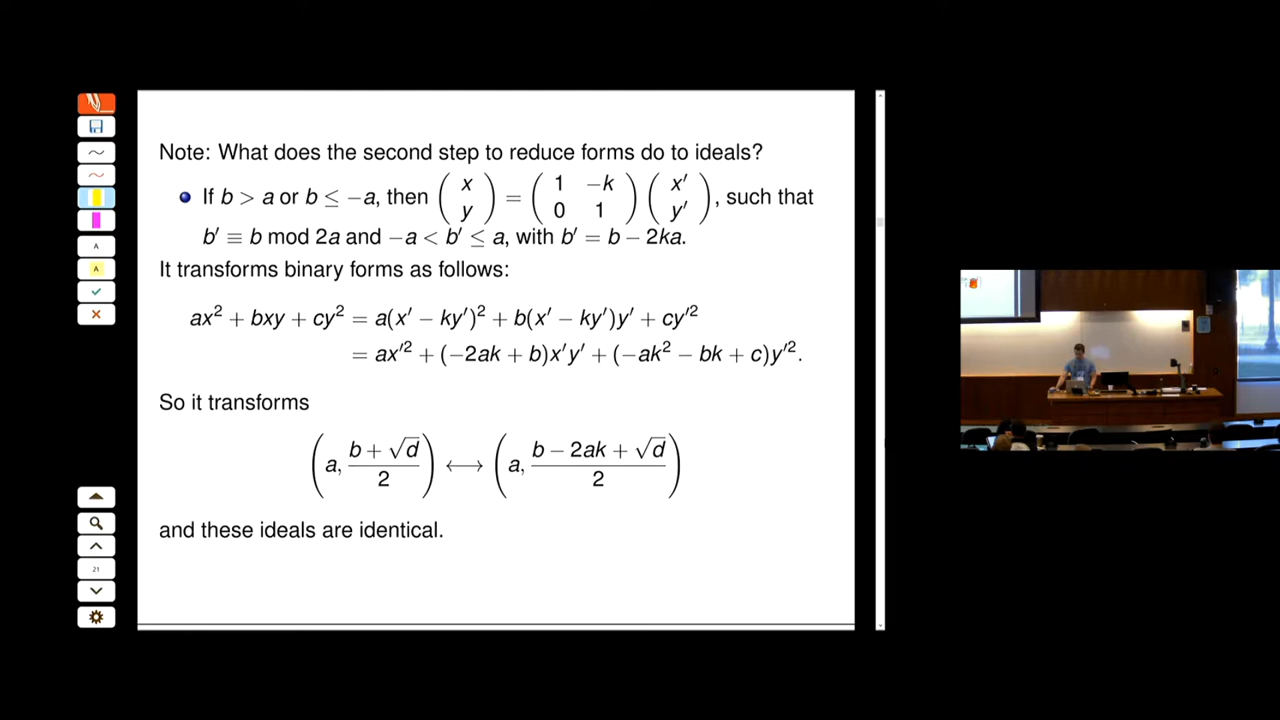 Note: What does the second step to reduce forms do to ideals?
If b > a or b ≤ −a, then (x y) = (1 −k 0 1) (x′ y′), such that
b′ ≡ b mod 2a and −a < b′ ≤ a, with b′ = b − 2ka.
It transforms binary forms as follows:
ax² + bxy + cy² = a(x′ − ky′)² + b(x′ − ky′)y′ + cy′²
= ax′² + (−2ak + b)x′y′ + (−ak² − bk + c)y′².
So it transforms
(a, (b + √d)/2) ⟷ (a, (b − 2ak + √d)/2)
and these ideals are identical.
A
A
21